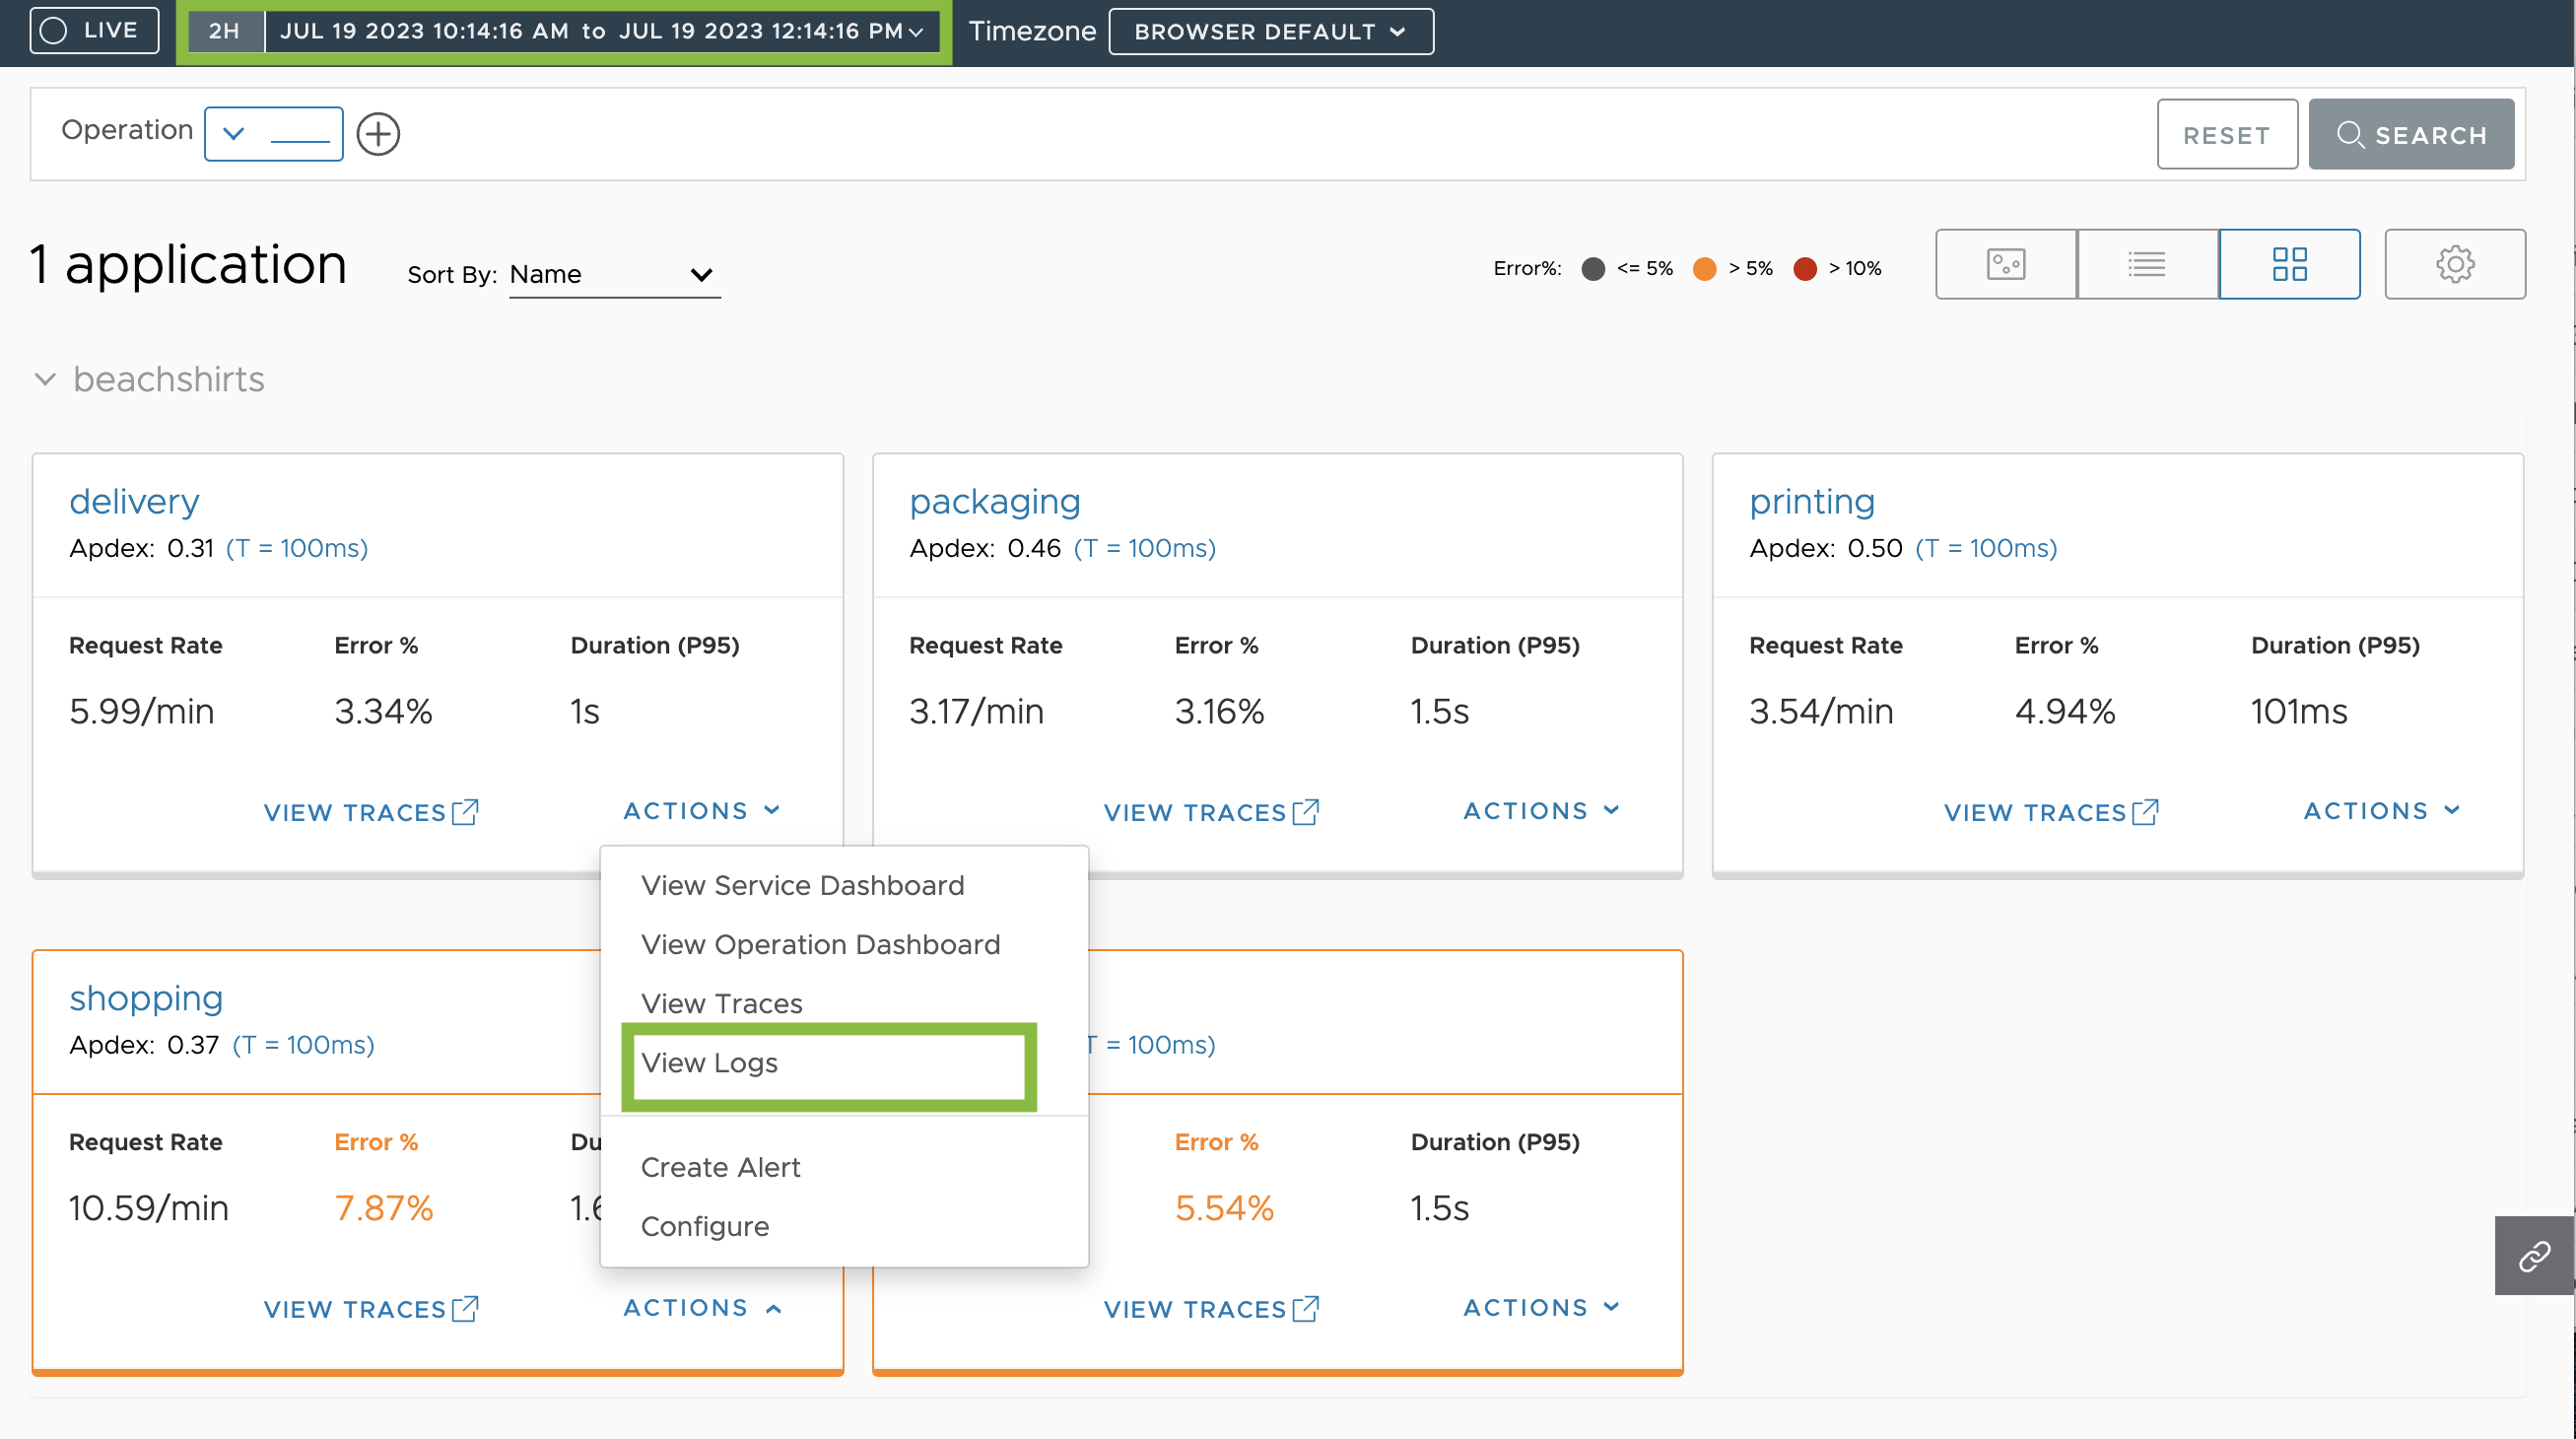 LIVE 2H JUL 19 2023 10:14:16 AM to JUL 19 2023 12:14:16 PM Timezone BROWSER DEFAULT
Operation RESET SEARCH
1 application Sort By: Name Error%: <= 5% > 5% > 10%
beachshirts
delivery
Apdex: 0.31 (T = 100ms)
Request Rate Error % Duration (P95)
5.99/min 3.34% 1s
VIEW TRACES ACTIONS
packaging
Apdex: 0.46 (T = 100ms)
Request Rate Error % Duration (P95)
3.17/min 3.16% 1.5s
VIEW TRACES ACTIONS
printing
Apdex: 0.50 (T = 100ms)
Request Rate Error % Duration (P95)
3.54/min 4.94% 101ms
VIEW TRACES ACTIONS
View Service Dashboard
View Operation Dashboard
View Traces
View Logs
Create Alert
Configure
shopping
Apdex: 0.37 (T = 100ms)
Request Rate Error %
10.59/min 7.87%
VIEW TRACES ACTIONS
= 100ms)
Error % Duration (P95)
5.54% 1.5s
VIEW TRACES ACTIONS